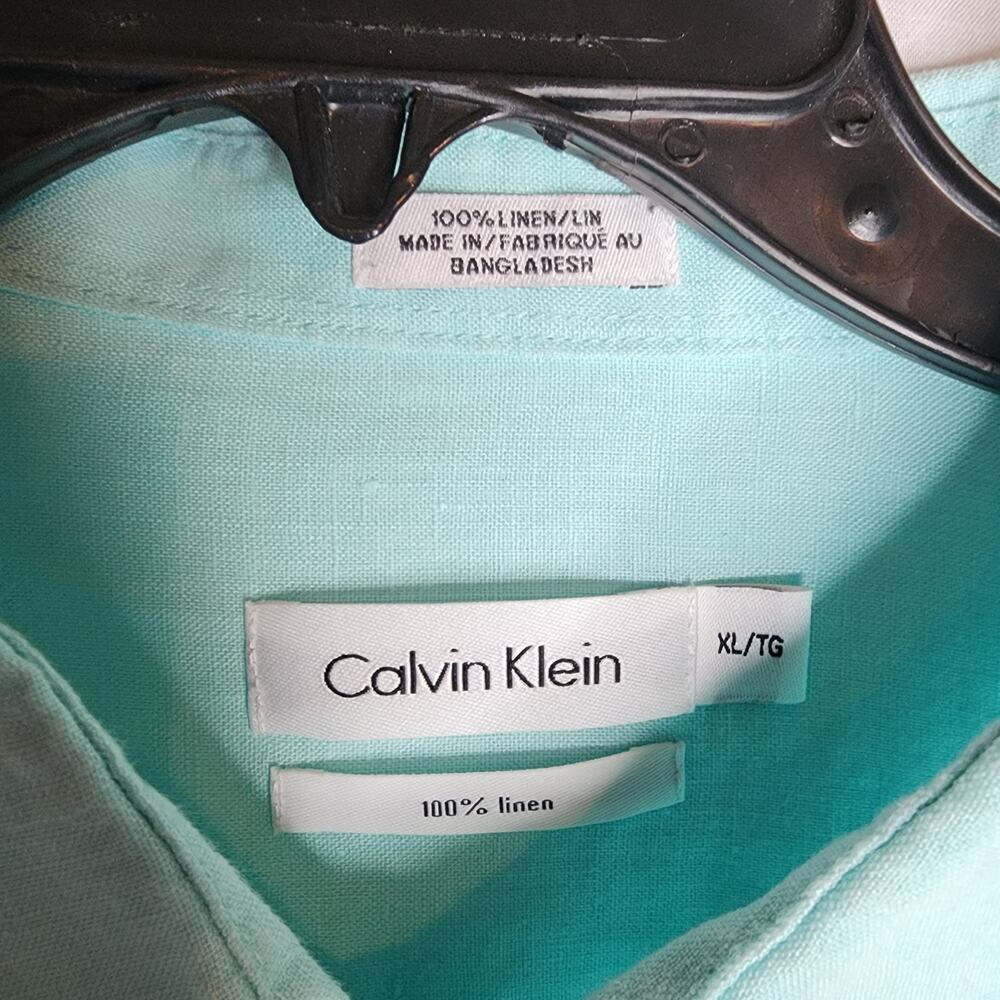 100% LINEN/LIN
MADE IN/FABRIQUÉ AU
BANGLADESH
Calvin Klein
XL/TG
100% linen